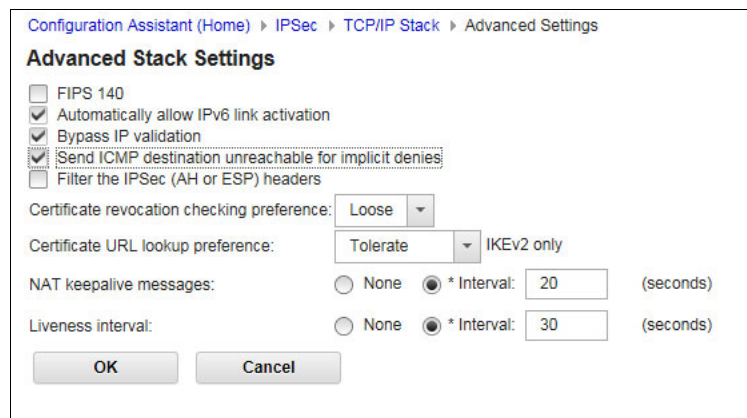 Configuration Assistant (Home) ▸ IPSec ▸ TCP/IP Stack ▸ Advanced Settings
Advanced Stack Settings
FIPS 140
Automatically allow IPv6 link activation
Bypass IP validation
Send ICMP destination unreachable for implicit denies
Filter the IPSec (AH or ESP) headers
Certificate revocation checking preference: Loose
Certificate URL lookup preference: Tolerate IKEv2 only
NAT keepalive messages: None * Interval: 20 (seconds)
Liveness interval: None * Interval: 30 (seconds)
OK Cancel